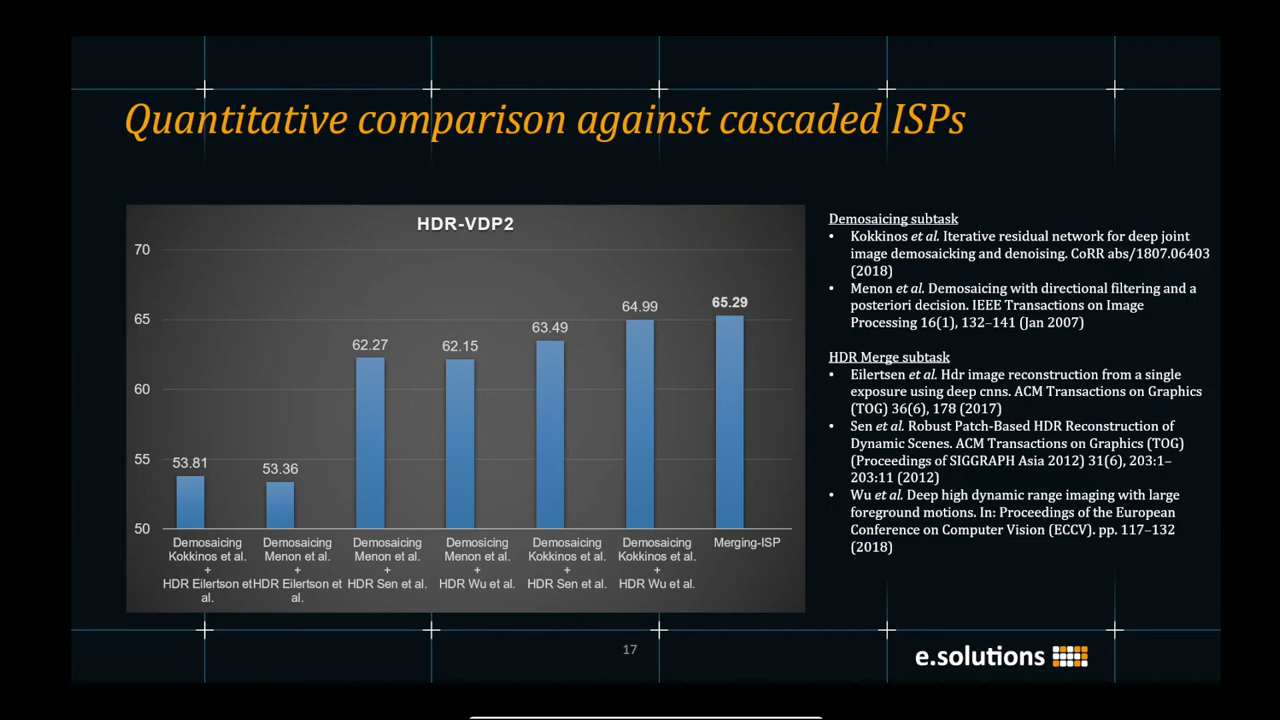 Quantitative comparison against cascaded ISPs
HDR-VDP2
70
65
60
55
50
53.81
53.36
62.27
62.15
63.49
64.99
65.29
Demosaicing
Kokkinos et al.
+
HDR Eilertson et
al.
Demosaicing
Menon et al.
+
HDR Eilertson et
al.
Demosaicing
Menon et al.
+
HDR Sen et al.
Demosaicing
Menon et al.
+
HDR Wu et al.
Demosaicing
Kokkinos et al.
+
HDR Sen et al.
Demosaicing
Kokkinos et al.
+
HDR Wu et al.
Merging-ISP
Demosaicing subtask
• Kokkinos et al. Iterative residual network for deep joint
image demosaicking and denoising. CoRR abs/1807.06403
(2018)
• Menon et al. Demosaicing with directional filtering and a
posteriori decision. IEEE Transactions on Image
Processing 16(1), 132–141 (Jan 2007)
HDR Merge subtask
• Eilertsen et al. Hdr image reconstruction from a single
exposure using deep cnns. ACM Transactions on Graphics
(TOG) 36(6), 178 (2017)
• Sen et al. Robust Patch-Based HDR Reconstruction of
Dynamic Scenes. ACM Transactions on Graphics (TOG)
(Proceedings of SIGGRAPH Asia 2012) 31(6), 203:1–
203:11 (2012)
• Wu et al. Deep high dynamic range imaging with large
foreground motions. In: Proceedings of the European
Conference on Computer Vision (ECCV). pp. 117–132
(2018)
17
e.solutions